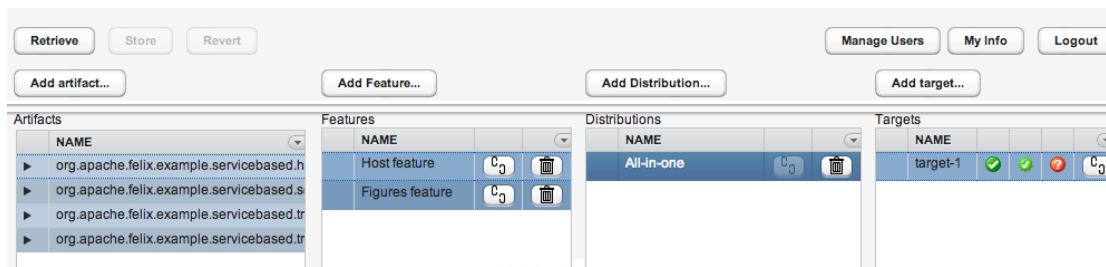 Retrieve Store Revert Manage Users My Info Logout
Add artifact... Add Feature... Add Distribution... Add target...
Artifacts Features Distributions Targets
NAME NAME NAME NAME
org.apache.felix.example.servicebased.h Host feature All-in-one target-1
org.apache.felix.example.servicebased.s Figures feature
org.apache.felix.example.servicebased.tr
org.apache.felix.example.servicebased.tr